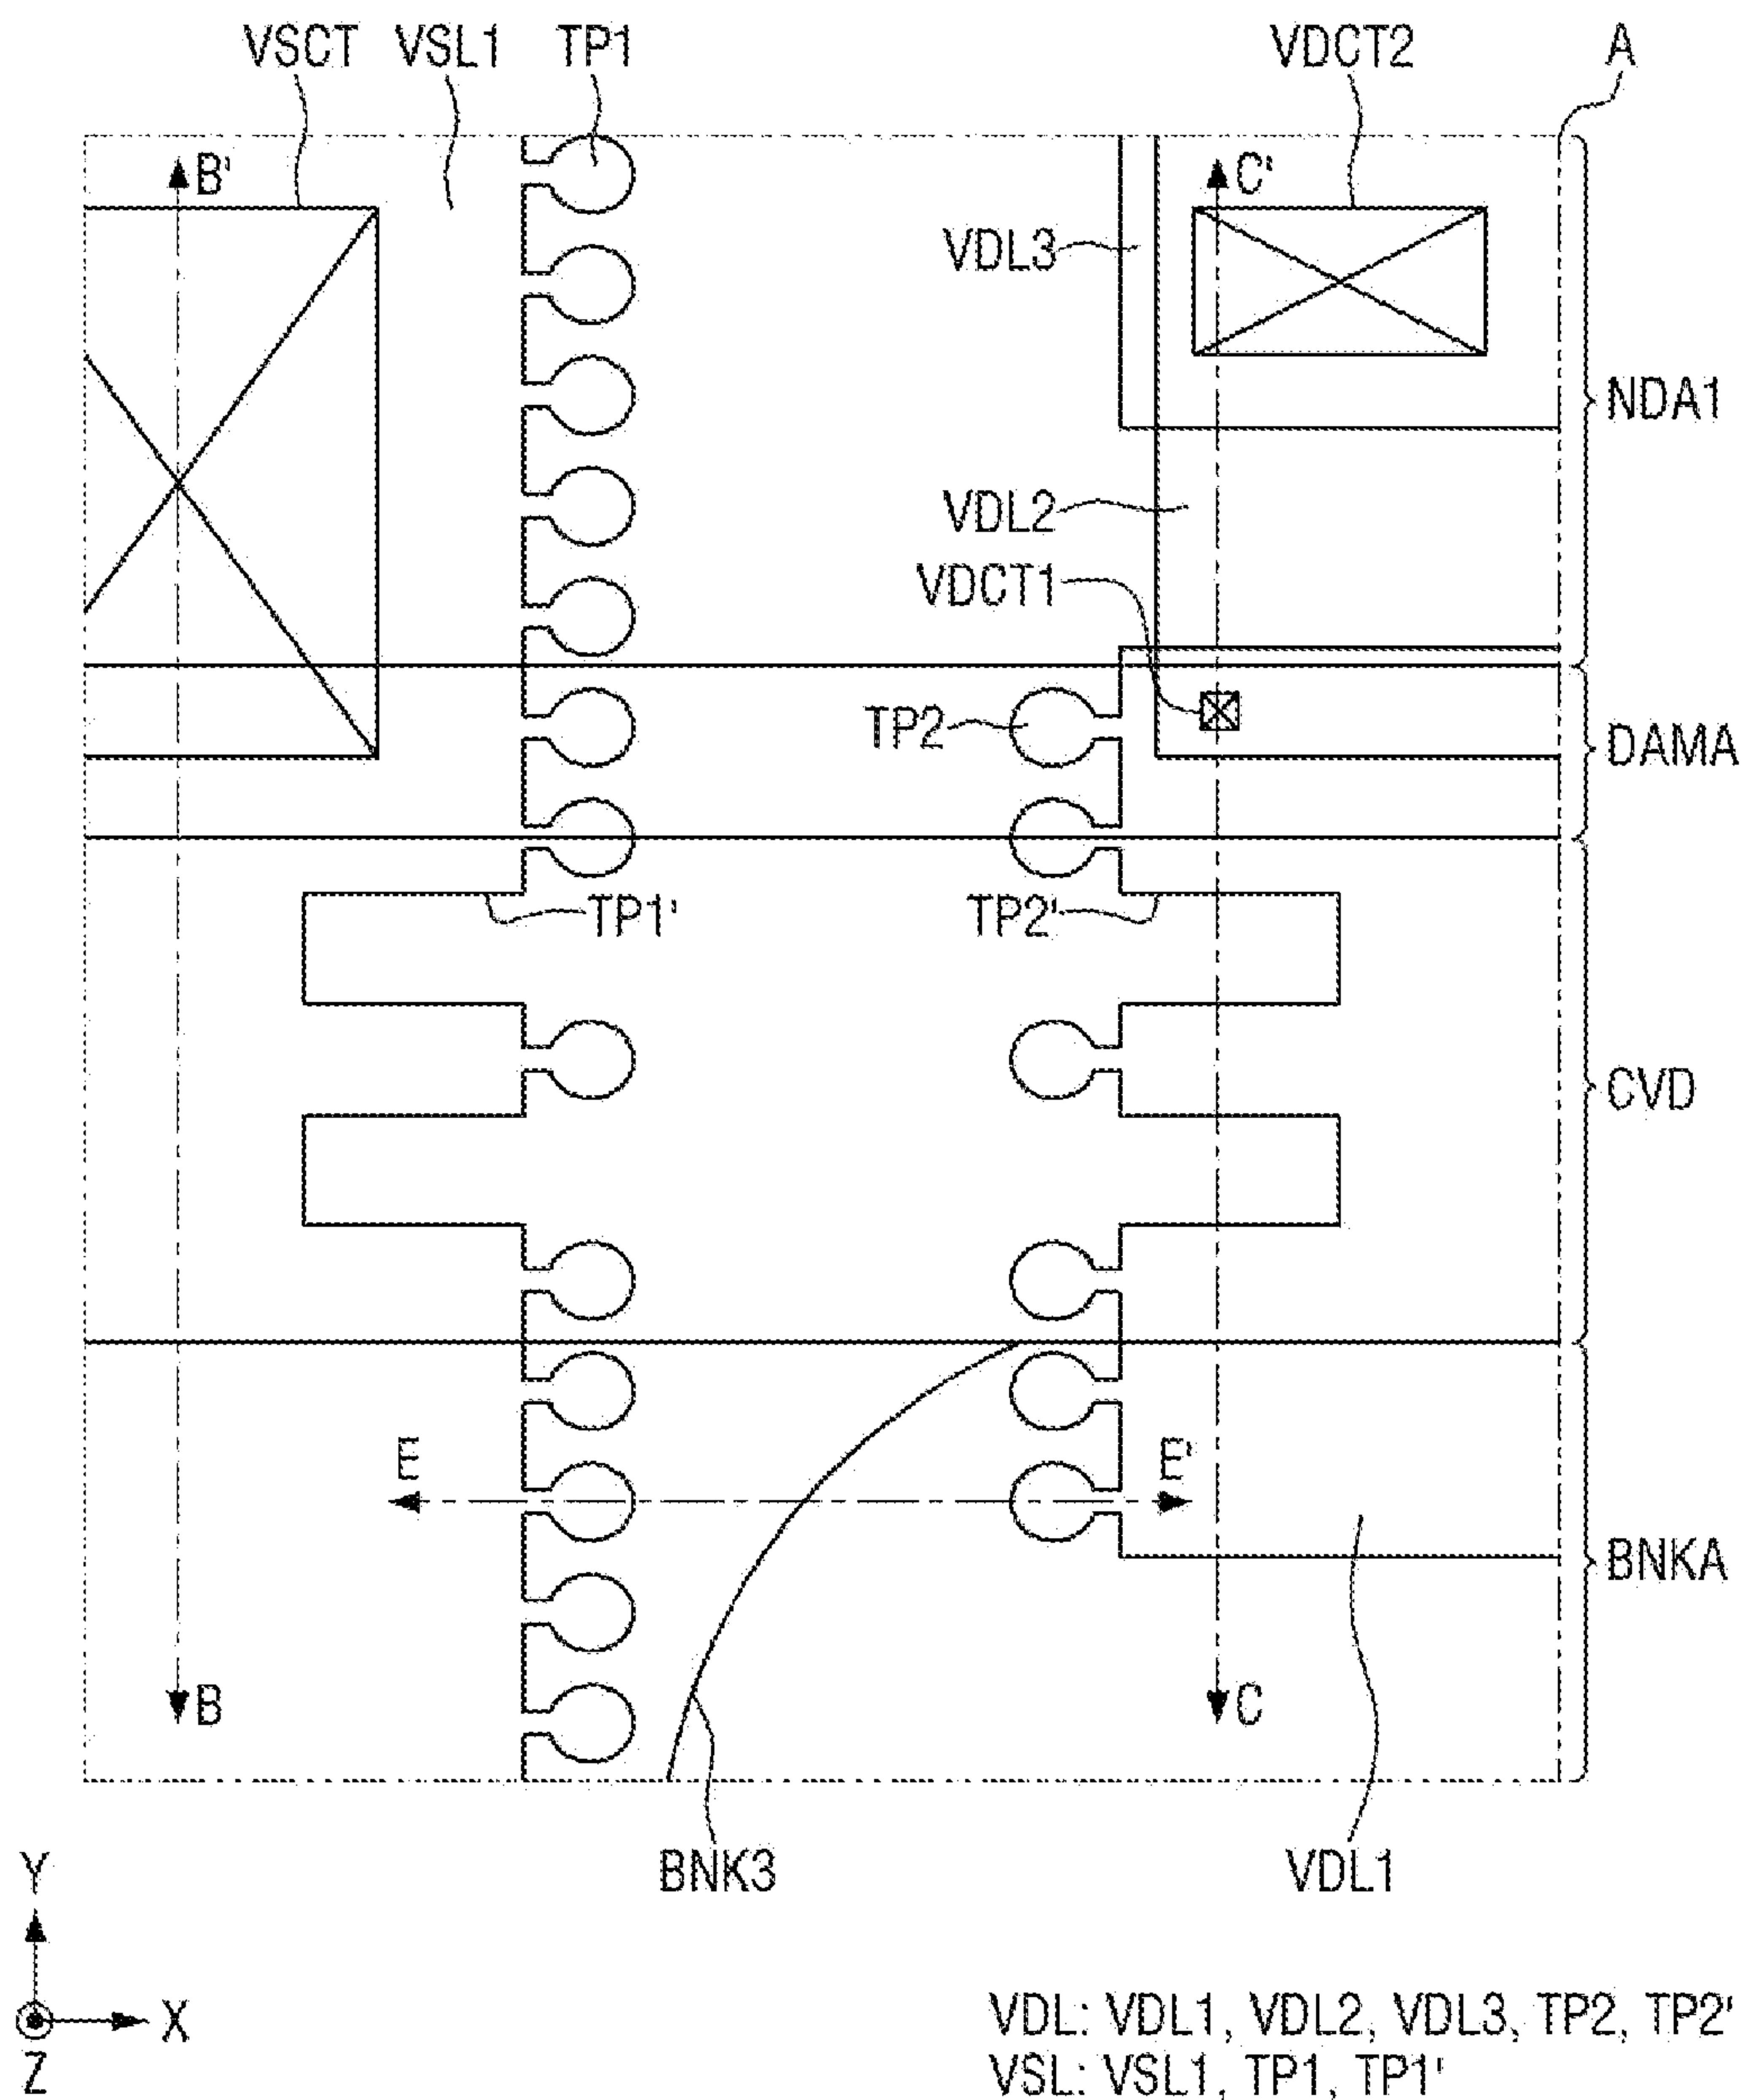 VSCT VSL1 TP1 VDCT2 A
B' C'
VDL3
NDA1
VDL2
VDCT1
TP2 DAMA
TP1' TP2'
CVD
E E'
BNKA
B C
BNK3 VDL1
Y
X
Z
VDL: VDL1, VDL2, VDL3, TP2, TP2'
VSL: VSL1, TP1, TP1'